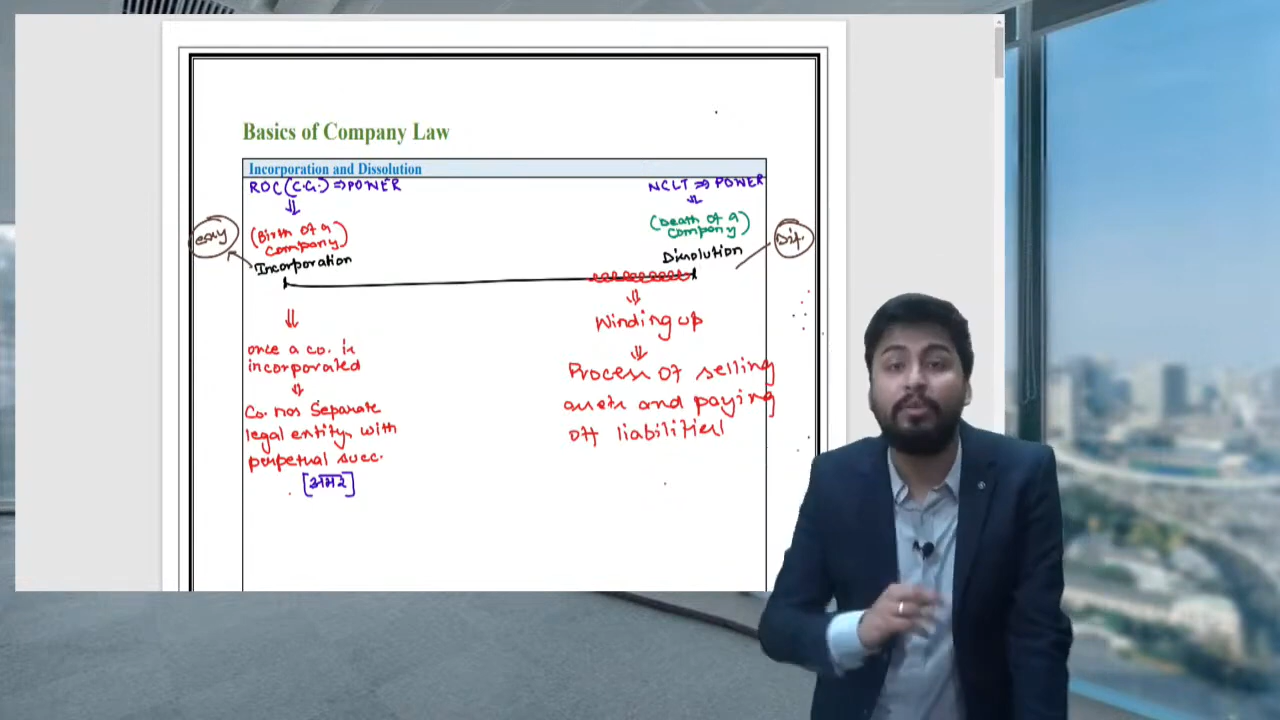 Basics of Company Law
Incorporation and Dissolution
ROC (C.G.) ⇒ POWER
NCLT ⇒ POWER
(Birth of a
company)
Incorporation
easy
(Death of a
company)
Dissolution
Dif.
once a co. is
incorporated
Co. has Separate
legal entity with
perpetual succ.
[अमर]
Winding up
Process of selling
assets and paying
off liabilities